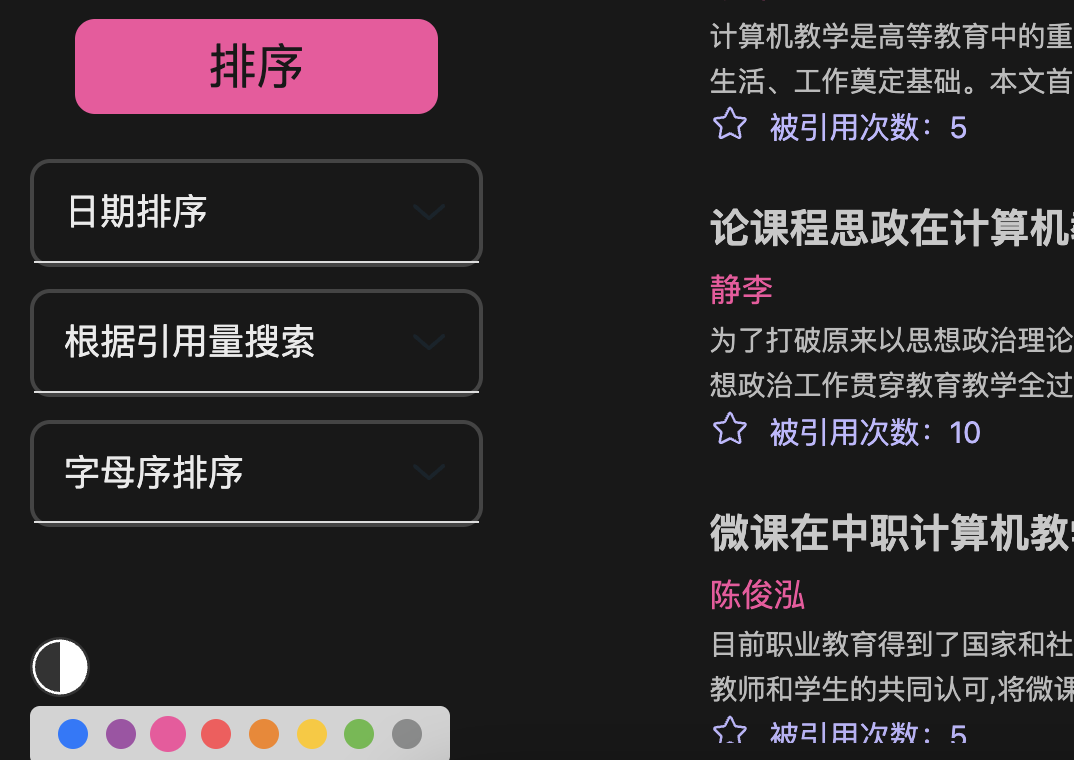 排序
日期排序
根据引用量搜索
字母序排序
计算机教学是高等教育中的重
生活、工作奠定基础。本文首
被引用次数：5
论课程思政在计算机
静李
为了打破原来以思想政治理论
想政治工作贯穿教育教学全过
被引用次数：10
微课在中职计算机教
陈俊泓
目前职业教育得到了国家和社
教师和学生的共同认可,将微课
被引用次数：5